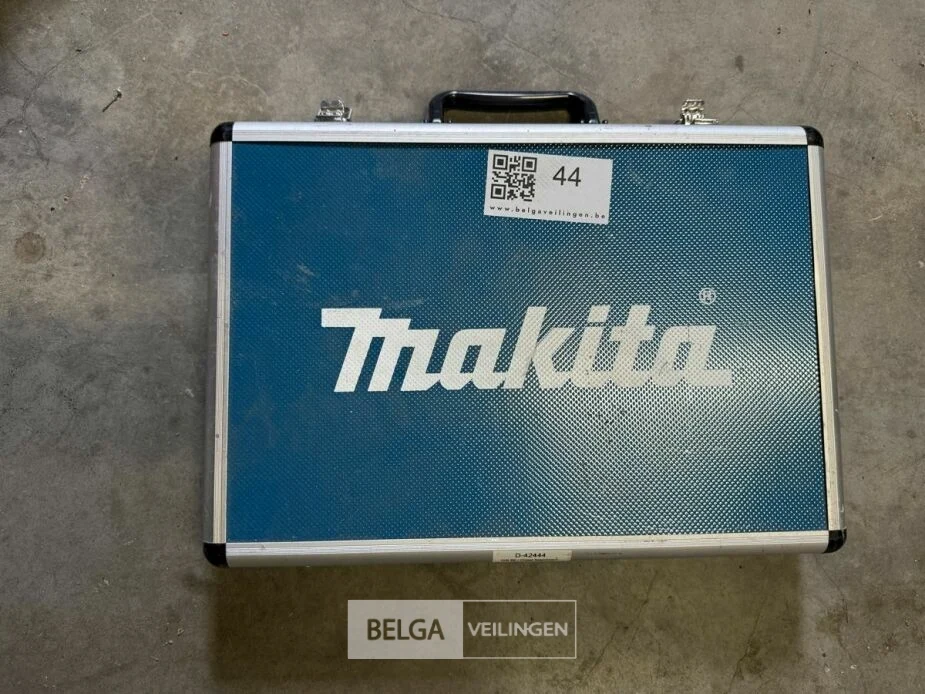 44
www.belgaveilingen.be
Makita®
D-42444
BELGA VEILINGEN